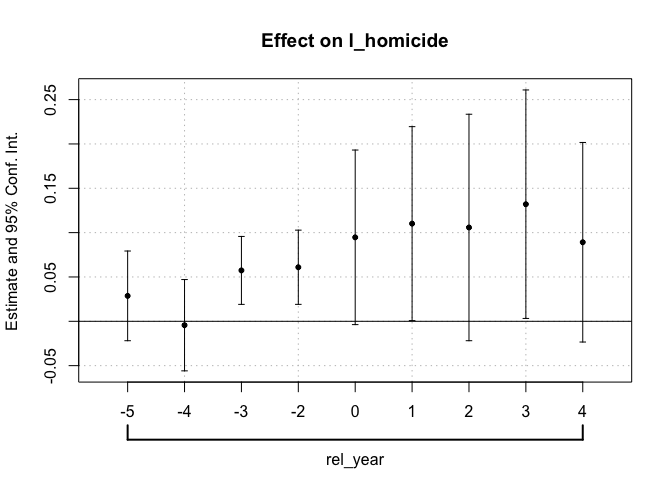 Effect on l_homicide
Estimate and 95% Conf. Int.
0.25
0.15
0.05
-0.05
-5 -4 -3 -2 0 1 2 3 4
rel_year